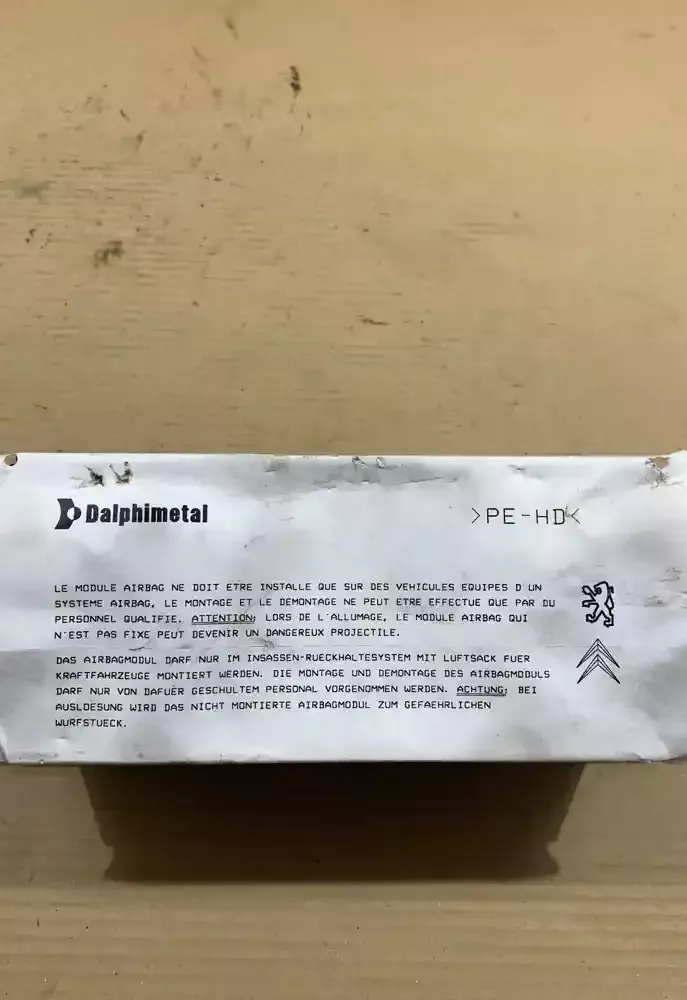 Dalphimetal
>PE-HD<
LE MODULE AIRBAG NE DOIT ETRE INSTALLE QUE SUR DES VEHICULES EQUIPES D UN
SYSTEME AIRBAG, LE MONTAGE ET LE DEMONTAGE NE PEUT ETRE EFFECTUE QUE PAR DU
PERSONNEL QUALIFIE. ATTENTION: LORS DE L'ALLUMAGE, LE MODULE AIRBAG QUI
N'EST PAS FIXE PEUT DEVENIR UN DANGEREUX PROJECTILE.
DAS AIRBAGMODUL DARF NUR IM INSASSEN-RUECKHALTESYSTEM MIT LUFTSACK FUER
KRAFTFAHRZEUGE MONTIERT WERDEN. DIE MONTAGE UND DEMONTAGE DES AIRBAGMODULS
DARF NUR VON DAFUER GESCHULTEM PERSONAL VORGENOMMEN WERDEN. ACHTUNG: BEI
AUSLOESUNG WIRD DAS NICHT MONTIERTE AIRBAGMODUL ZUM GEFAEHRLICHEN
WURFSTUECK.